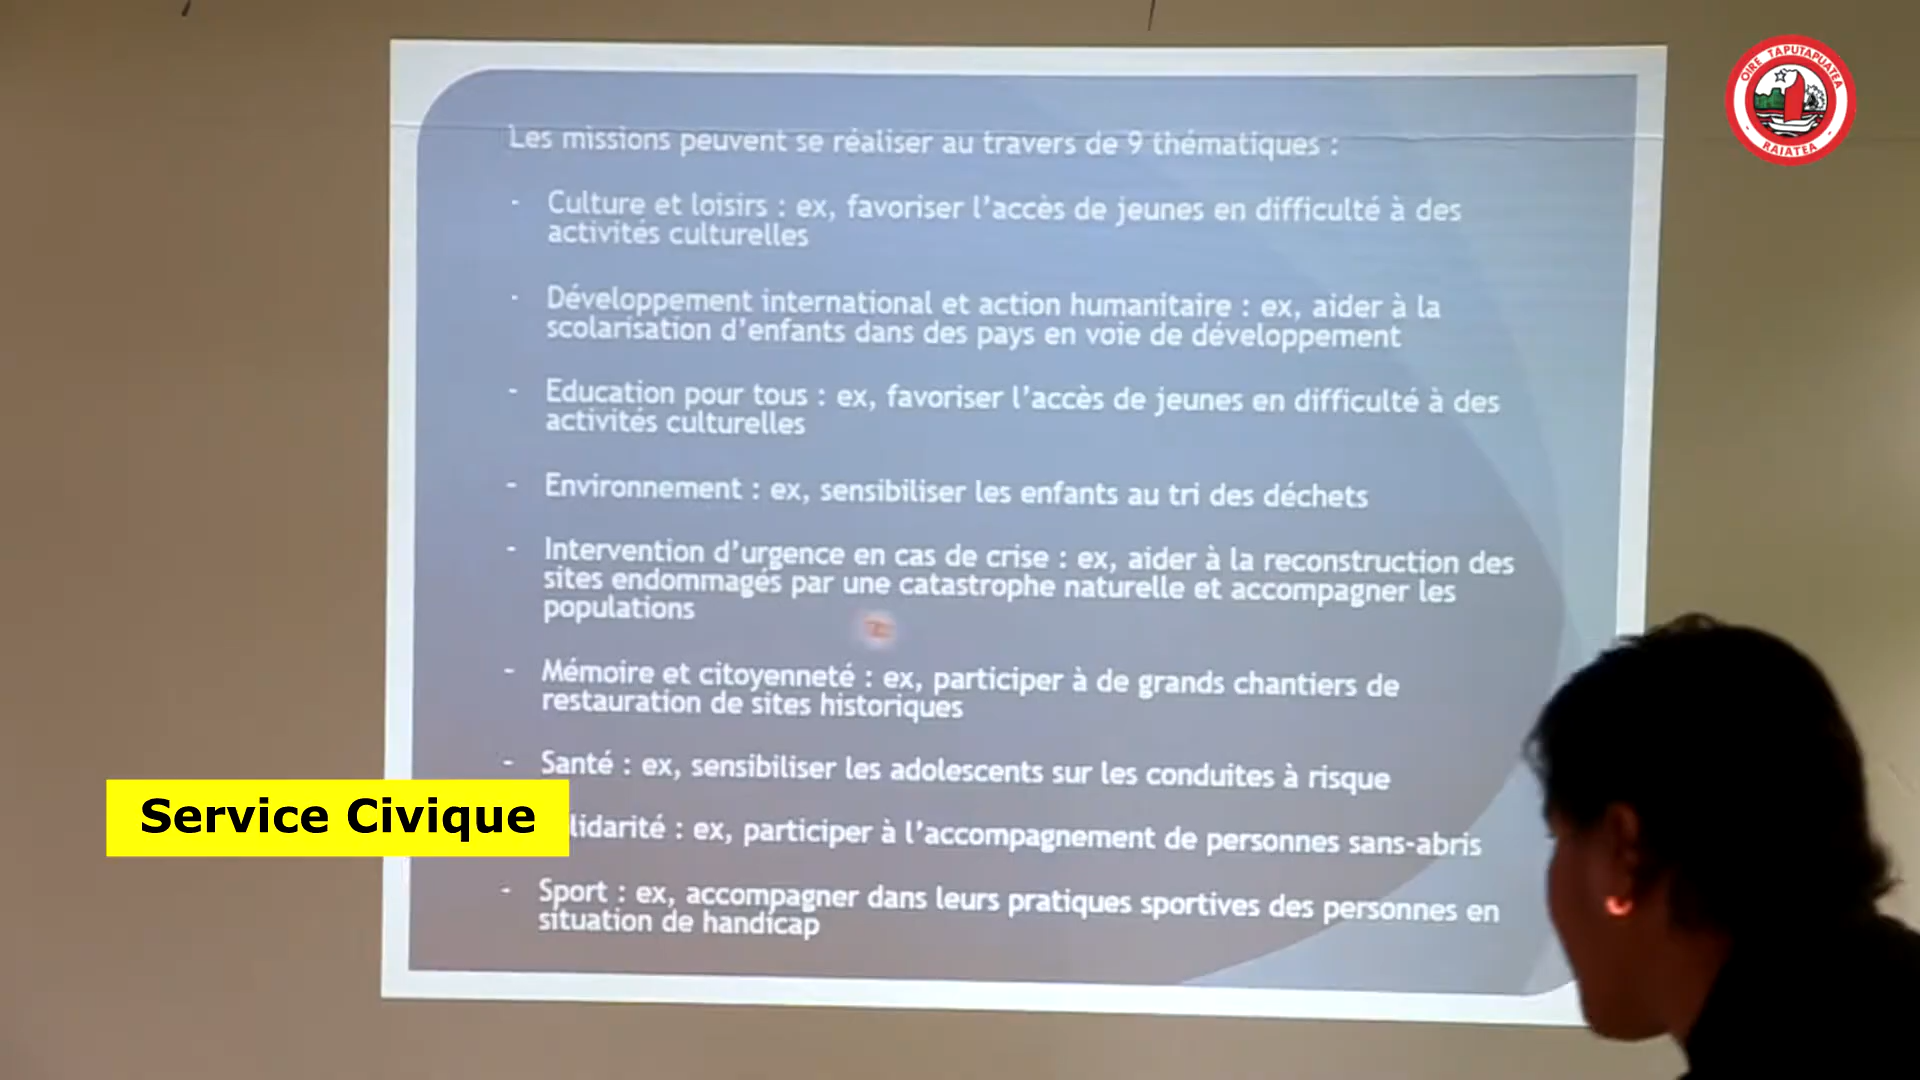 OIRE TAPUTAPUATEA
RAIATEA
Les missions peuvent se réaliser au travers de 9 thématiques :
- Culture et loisirs : ex, favoriser l'accès de jeunes en difficulté à des
activités culturelles
- Développement international et action humanitaire : ex, aider à la
scolarisation d'enfants dans des pays en voie de développement
- Education pour tous : ex, favoriser l'accès de jeunes en difficulté à des
activités culturelles
- Environnement : ex, sensibiliser les enfants au tri des déchets
- Intervention d'urgence en cas de crise : ex, aider à la reconstruction des
sites endommagés par une catastrophe naturelle et accompagner les
populations
- Mémoire et citoyenneté : ex, participer à de grands chantiers de
restauration de sites historiques
- Santé : ex, sensibiliser les adolescents sur les conduites à risque
lidarité : ex, participer à l'accompagnement de personnes sans-abris
- Sport : ex, accompagner dans leurs pratiques sportives des personnes en
situation de handicap
Service Civique